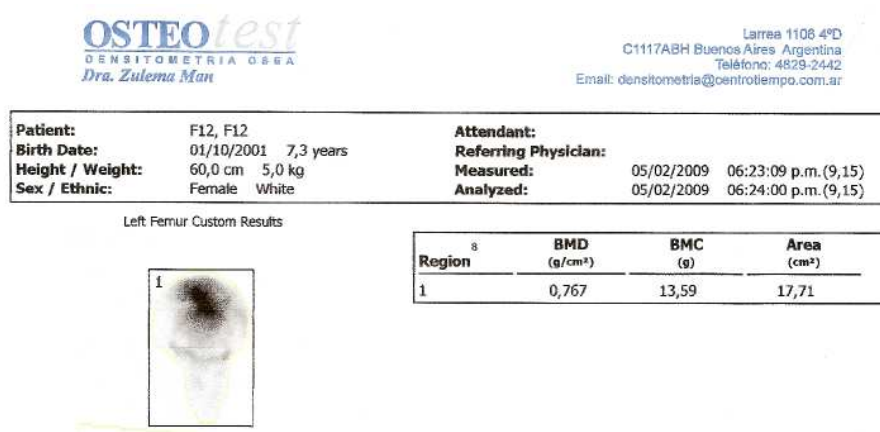 OSTEOtest
DENSITOMETRIA OSEA
Dra. Zulema Man
Larrea 1106 4ºD
C1117ABH Buenos Aires Argentina
Teléfono: 4829-2442
Email: densitometria@centrotiempo.com.ar
Patient: F12, F12 Attendant:
Birth Date: 01/10/2001 7,3 years Referring Physician:
Height / Weight: 60,0 cm 5,0 kg Measured: 05/02/2009 06:23:09 p.m.(9,15)
Sex / Ethnic: Female White Analyzed: 05/02/2009 06:24:00 p.m.(9,15)
Left Femur Custom Results
Region 8 BMD (g/cm²) BMC (g) Area (cm²)
1 0,767 13,59 17,71
1